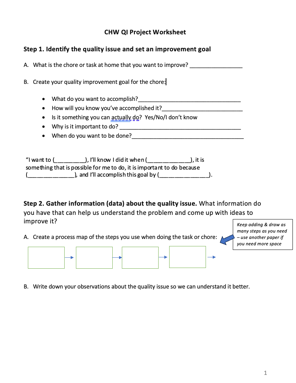 CHW QI Project Worksheet
Step 1. Identify the quality issue and set an improvement goal
A. What is the chore or task at home that you want to improve? ________________
B. Create your quality improvement goal for the chore:
• What do you want to accomplish?________________________________
• How will you know you've accomplished it?________________________
• Is it something you can actually do? Yes/No/I don't know
• Why is it important to do? ________________________________
• When do you want to be done?________________________________
"I want to (__________), I'll know I did it when (______________), it is
something that is possible for me to do, it is important to do because
(_______________), and I'll accomplish this goal by (________________).
Step 2. Gather information (data) about the quality issue. What information do
you have that can help us understand the problem and come up with ideas to
improve it?
Keep adding & draw as
many steps as you need
– use another paper if
you need more space
A. Create a process map of the steps you use when doing the task or chore:
B. Write down your observations about the quality issue so we can understand it better.
1